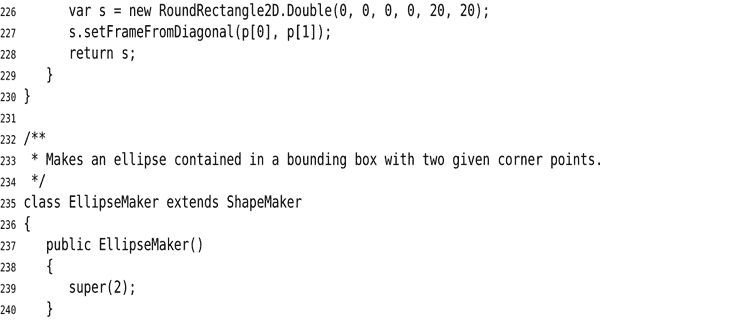 226       var s = new RoundRectangle2D.Double(0, 0, 0, 0, 20, 20);
227       s.setFrameFromDiagonal(p[0], p[1]);
228       return s;
229    }
230 }
231
232 /**
233  * Makes an ellipse contained in a bounding box with two given corner points.
234  */
235 class EllipseMaker extends ShapeMaker
236 {
237    public EllipseMaker()
238    {
239       super(2);
240    }